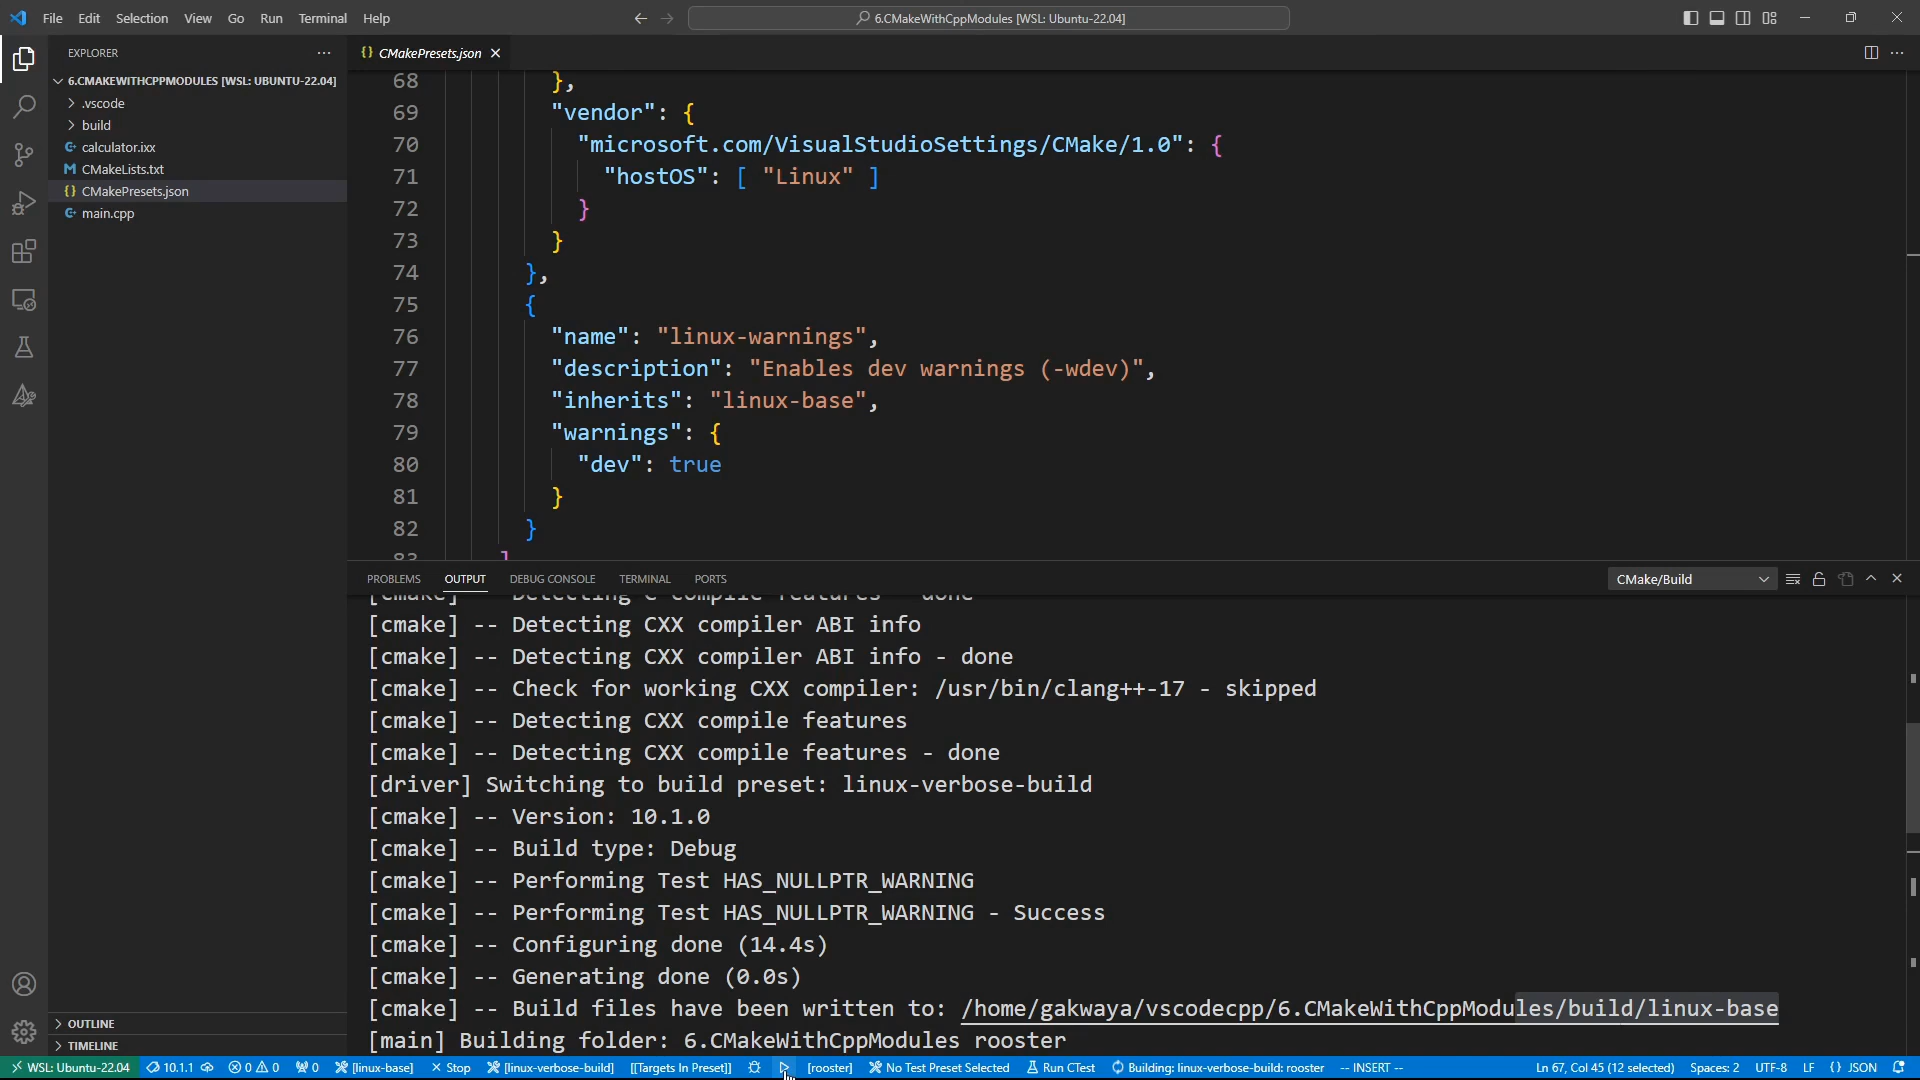 File Edit Selection View Go Run Terminal Help
6.CMakeWithCppModules [WSL: Ubuntu-22.04]
EXPLORER
6.CMAKEWITHCPPMODULES [WSL: UBUNTU-22.04]
.vscode
build
calculator.ixx
CMakeLists.txt
CMakePresets.json
main.cpp
OUTLINE
TIMELINE
CMakePresets.json
68 },
69 "vendor": {
70 "microsoft.com/VisualStudioSettings/CMake/1.0": {
71 "hostOS": [ "Linux" ]
72 }
73 }
74 },
75 {
76 "name": "linux-warnings",
77 "description": "Enables dev warnings (-wdev)",
78 "inherits": "linux-base",
79 "warnings": {
80 "dev": true
81 }
82 }
83 ]
PROBLEMS OUTPUT DEBUG CONSOLE TERMINAL PORTS
CMake/Build
[cmake] -- Detecting C compile features - done
[cmake] -- Detecting CXX compiler ABI info
[cmake] -- Detecting CXX compiler ABI info - done
[cmake] -- Check for working CXX compiler: /usr/bin/clang++-17 - skipped
[cmake] -- Detecting CXX compile features
[cmake] -- Detecting CXX compile features - done
[driver] Switching to build preset: linux-verbose-build
[cmake] -- Version: 10.1.0
[cmake] -- Build type: Debug
[cmake] -- Performing Test HAS_NULLPTR_WARNING
[cmake] -- Performing Test HAS_NULLPTR_WARNING - Success
[cmake] -- Configuring done (14.4s)
[cmake] -- Generating done (0.0s)
[cmake] -- Build files have been written to: /home/gakwaya/vscodecpp/6.CMakeWithCppModules/build/linux-base
[main] Building folder: 6.CMakeWithCppModules rooster
WSL: Ubuntu-22.04 10.1.1 0 0 0 [linux-base] Stop [linux-verbose-build] [[Targets In Preset]] [rooster] No Test Preset Selected Run CTest Building: linux-verbose-build: rooster -- INSERT -- Ln 67, Col 45 (12 selected) Spaces: 2 UTF-8 LF {} JSON